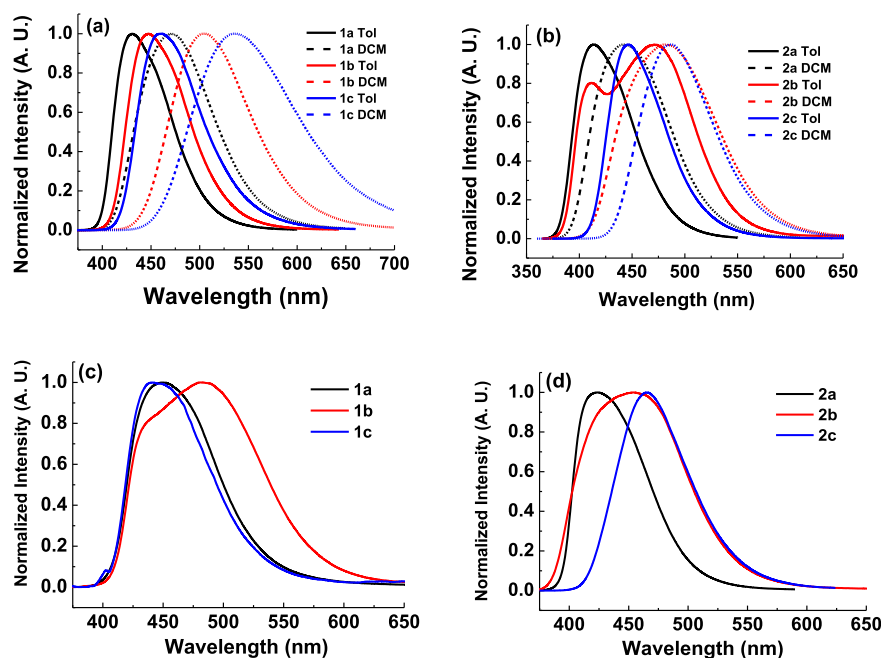 (a)
1a Tol
1a DCM
1b Tol
1b DCM
1c Tol
1c DCM
Normalized Intensity (A. U.)
1.0
0.8
0.6
0.4
0.2
0.0
400 450 500 550 600 650 700
Wavelength (nm)
(b)
2a Tol
2a DCM
2b Tol
2b DCM
2c Tol
2c DCM
Normalized Intensity (A. U.)
1.0
0.8
0.6
0.4
0.2
0.0
350 400 450 500 550 600 650
Wavelength (nm)
(c)
1a
1b
1c
Normalized Intensity (A. U.)
1.0
0.8
0.6
0.4
0.2
0.0
400 450 500 550 600 650
Wavelength (nm)
(d)
2a
2b
2c
Normalized Intensity (A. U.)
1.0
0.8
0.6
0.4
0.2
0.0
400 450 500 550 600 650
Wavelength (nm)